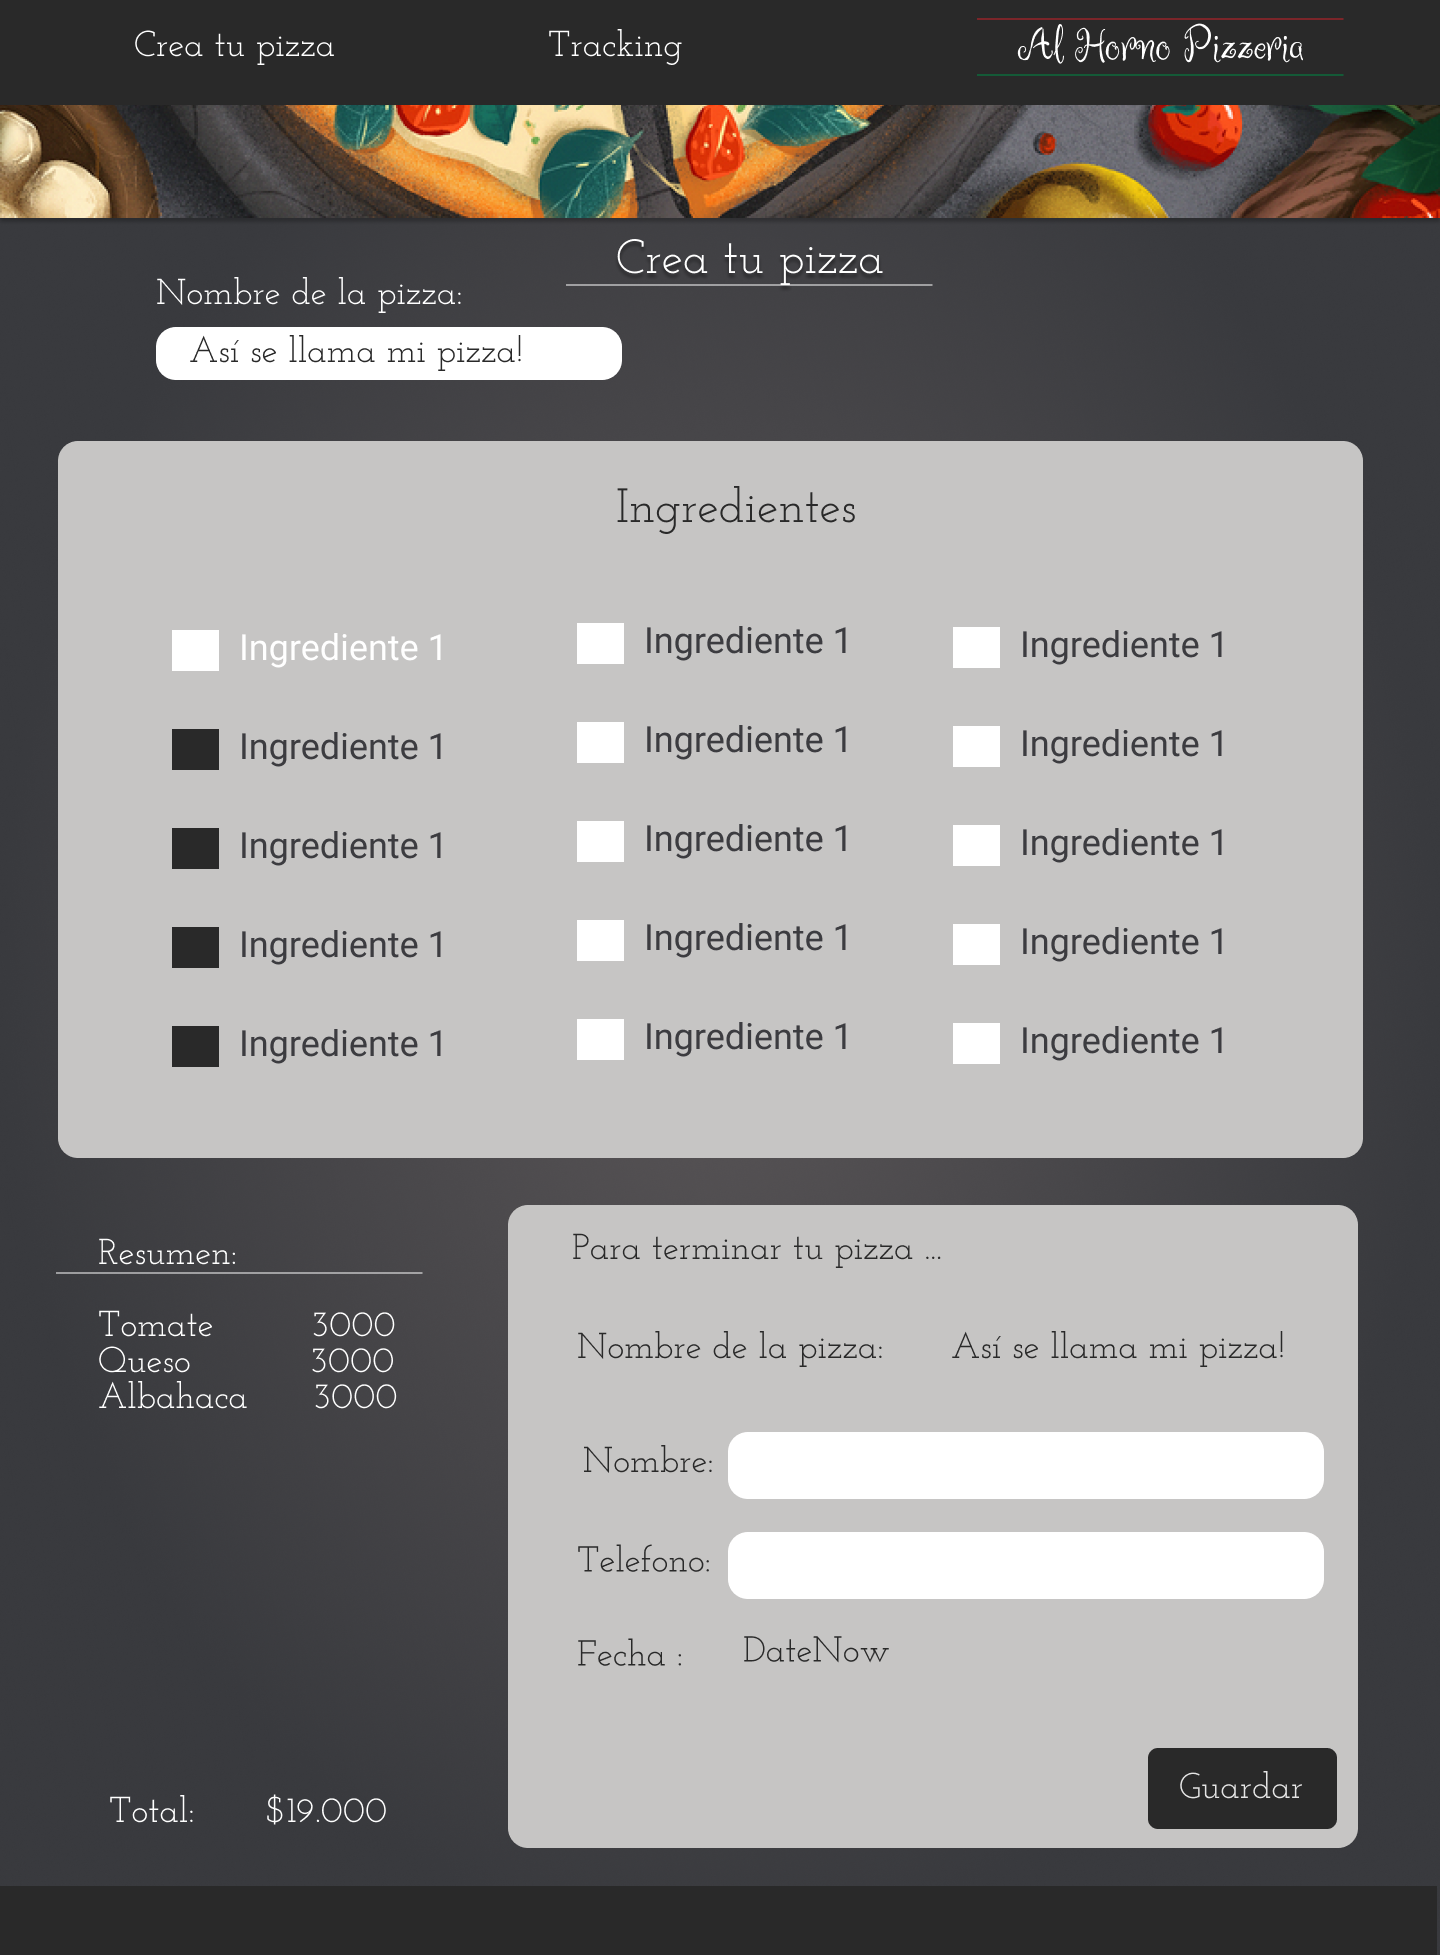 Crea tu pizza
Tracking
Al Horno Pizzeria
Crea tu pizza
Nombre de la pizza:
Así se llama mi pizza!
Ingredientes
Ingrediente 1 Ingrediente 1 Ingrediente 1
Ingrediente 1 Ingrediente 1 Ingrediente 1
Ingrediente 1 Ingrediente 1 Ingrediente 1
Ingrediente 1 Ingrediente 1 Ingrediente 1
Ingrediente 1 Ingrediente 1 Ingrediente 1
Resumen:
Tomate 3000
Queso 3000
Albahaca 3000
Total: $19.000
Para terminar tu pizza ...
Nombre de la pizza: Así se llama mi pizza!
Nombre:
Telefono:
Fecha : DateNow
Guardar